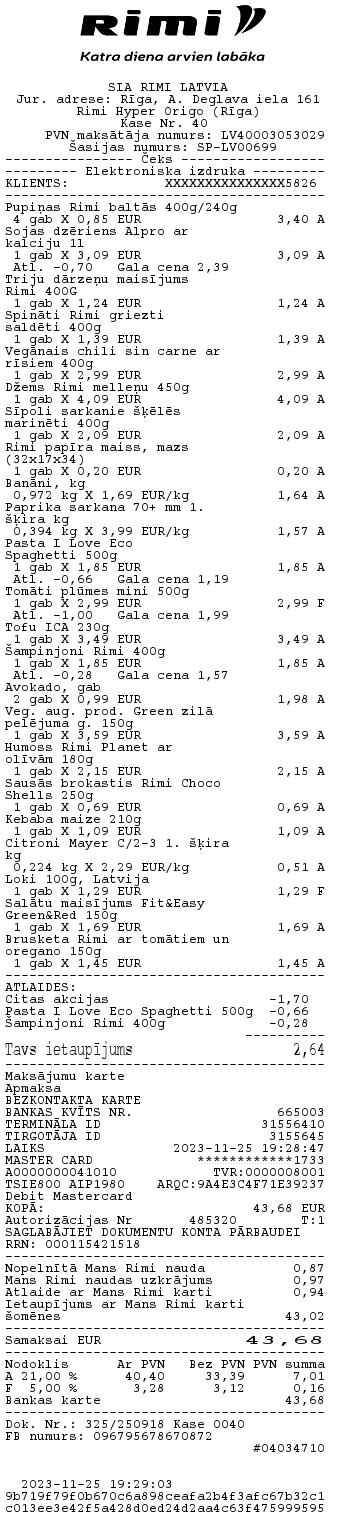 Rimi
Katra diena arvien labāka
SIA RIMI LATVIA
Jur. adrese: Rīga, A. Deglava iela 161
Rimi Hyper Origo (Rīga)
Kase Nr. 40
PVN maksātāja numurs: LV40003053029
Šasijas numurs: SP-LV00699
---------------- Čeks ------------------
---------- Elektroniska izdruka ---------
KLIENTS: XXXXXXXXXXXXXXX5826
Pupiņas Rimi baltās 400g/240g
4 gab X 0,85 EUR 3,40 A
Sojas dzēriens Alpro ar
kalciju 1l
1 gab X 3,09 EUR 3,09 A
Atl. -0,70 Gala cena 2,39
Triju dārzeņu maisījums
Rimi 400G
1 gab X 1,24 EUR 1,24 A
Spināti Rimi griezti
saldēti 400g
1 gab X 1,39 EUR 1,39 A
Vegānais chili sin carne ar
rīsiem 400g
1 gab X 2,99 EUR 2,99 A
Džems Rimi melleņu 450g
1 gab X 4,09 EUR 4,09 A
Sīpoli sarkanie šķēlēs
marinēti 400g
1 gab X 2,09 EUR 2,09 A
Rimi papīra maiss, mazs
(32x17x34)
1 gab X 0,20 EUR 0,20 A
Banāni, kg
0,972 kg X 1,69 EUR/kg 1,64 A
Paprika sarkana 70+ mm 1.
šķira kg
0,394 kg X 3,99 EUR/kg 1,57 A
Pasta I Love Eco
Spaghetti 500g
1 gab X 1,85 EUR 1,85 A
Atl. -0,66 Gala cena 1,19
Tomāti plūmes mini 500g
1 gab X 2,99 EUR 2,99 F
Atl. -1,00 Gala cena 1,99
Tofu ICA 230g
1 gab X 3,49 EUR 3,49 A
Šampinjoni Rimi 400g
1 gab X 1,85 EUR 1,85 A
Atl. -0,28 Gala cena 1,57
Avokado, gab
2 gab X 0,99 EUR 1,98 A
Veg. aug. prod. Green zilā
pelējuma g. 150g
1 gab X 3,59 EUR 3,59 A
Humoss Rimi Planet ar
olīvām 180g
1 gab X 2,15 EUR 2,15 A
Sausās brokastis Rimi Choco
Shells 250g
1 gab X 0,69 EUR 0,69 A
Kebaba maize 210g
1 gab X 1,09 EUR 1,09 A
Citroni Mayer C/2-3 1. šķira
kg
0,224 kg X 2,29 EUR/kg 0,51 A
Loki 100g, Latvija
1 gab X 1,29 EUR 1,29 F
Salātu maisījums Fit&Easy
Green&Red 150g
1 gab X 1,69 EUR 1,69 A
Brusketa Rimi ar tomātiem un
oregano 150g
1 gab X 1,45 EUR 1,45 A
ATLAIDES:
Citas akcijas -1,70
Pasta I Love Eco Spaghetti 500g -0,66
Šampinjoni Rimi 400g -0,28
Tavs ietaupījums 2,64
Maksājumu karte
Apmaksa
BEZKONTAKTA KARTE
BANKAS KVĪTS NR. 665003
TERMINĀLA ID 31556410
TIRGOTĀJA ID 3155645
LAIKS 2023-11-25 19:28:47
MASTER CARD ************1733
A0000000041010 TVR:0000008001
TSIE800 AIP1980 ARQC:9A4E3C4F71E39237
Debit Mastercard
KOPĀ: 43,68 EUR
Autorizācijas Nr 485320 T:1
SAGLABĀJIET DOKUMENTU KONTA PĀRBAUDEI
RRN: 000115421518
Nopelnītā Mans Rimi nauda 0,87
Mans Rimi naudas uzkrājums 0,97
Atlaide ar Mans Rimi karti 0,94
Ietaupījums ar Mans Rimi karti
šomēnes 43,02
Samaksai EUR 43,68
Nodoklis Ar PVN Bez PVN PVN summa
A 21,00 % 40,40 33,39 7,01
F 5,00 % 3,28 3,12 0,16
Bankas karte 43,68
Dok. Nr.: 325/250918 Kase 0040
FB numurs: 096795678670872
#04034710
2023-11-25 19:29:03
9b719f79f0b670c6a898ceafa2b4f3afc67b32c1
c013ee3e42f5a428d0ed24d2aa4c63f475999595